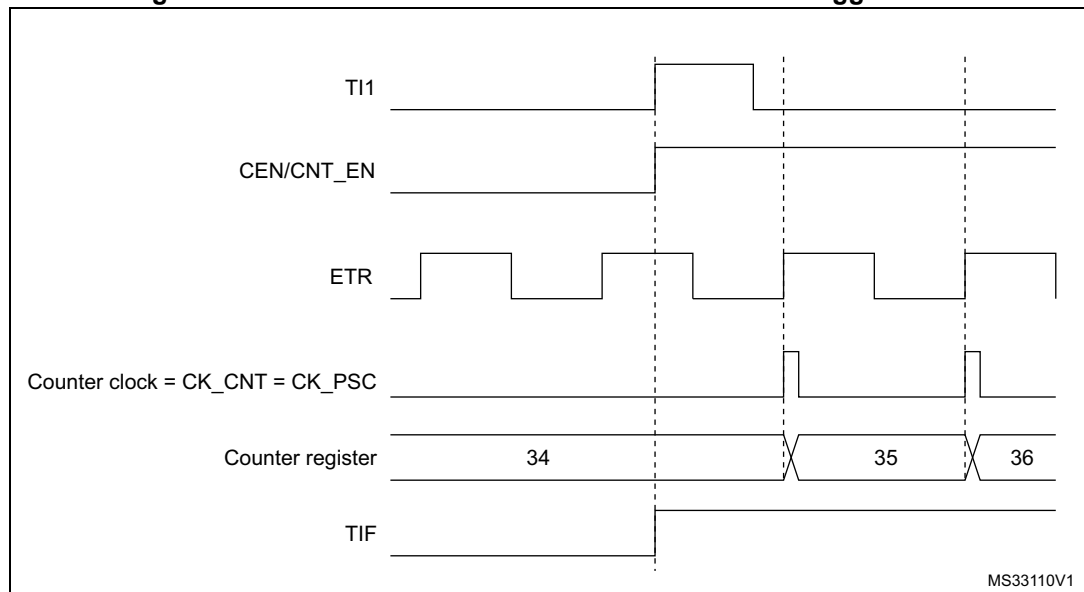 TI1
CEN/CNT_EN
ETR
Counter clock = CK_CNT = CK_PSC
Counter register
34
35
36
TIF
MS33110V1